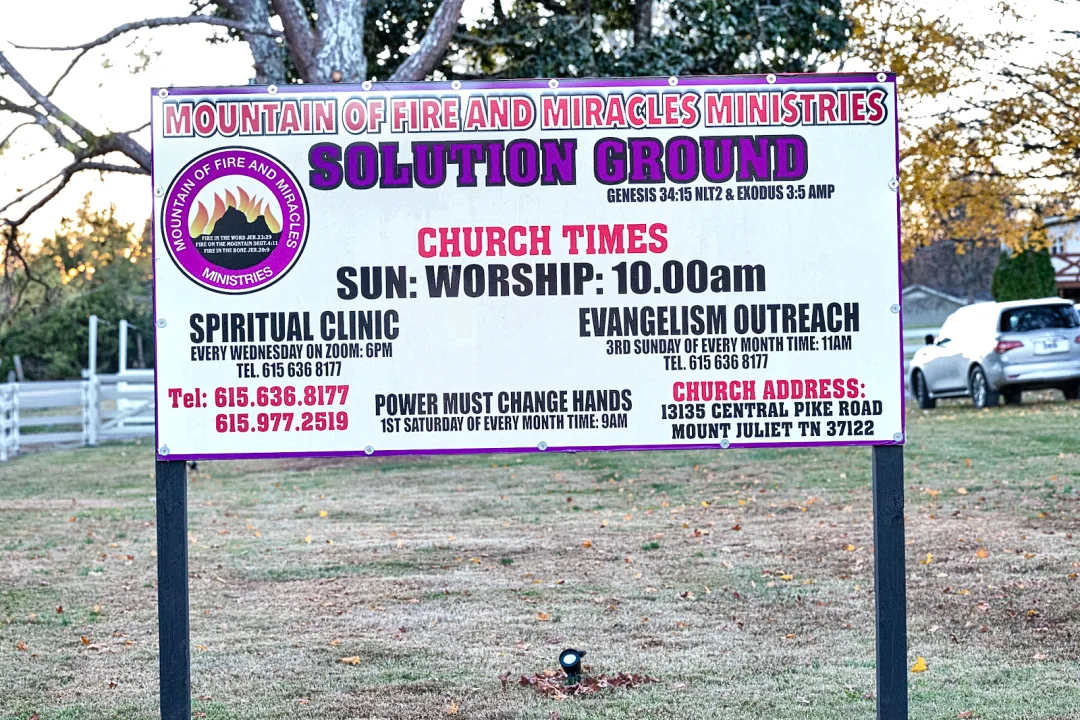 MOUNTAIN OF FIRE AND MIRACLES MINISTRIES
SOLUTION GROUND
GENESIS 34:15 NLT2 & EXODUS 3:5 AMP
MOUNTAIN OF FIRE AND MIRACLES
FIRE IN THE WORD JER.23:29
FIRE ON THE MOUNTAIN DEUT.4:11
FIRE IN THE BONE JER.20:9
MINISTRIES
CHURCH TIMES
SUN: WORSHIP: 10.00am
SPIRITUAL CLINIC
EVERY WEDNESDAY ON ZOOM: 6PM
TEL. 615 636 8177
EVANGELISM OUTREACH
3RD SUNDAY OF EVERY MONTH TIME: 11AM
TEL. 615 636 8177
Tel: 615.636.8177
615.977.2519
POWER MUST CHANGE HANDS
1ST SATURDAY OF EVERY MONTH TIME: 9AM
CHURCH ADDRESS:
13135 CENTRAL PIKE ROAD
MOUNT JULIET TN 37122